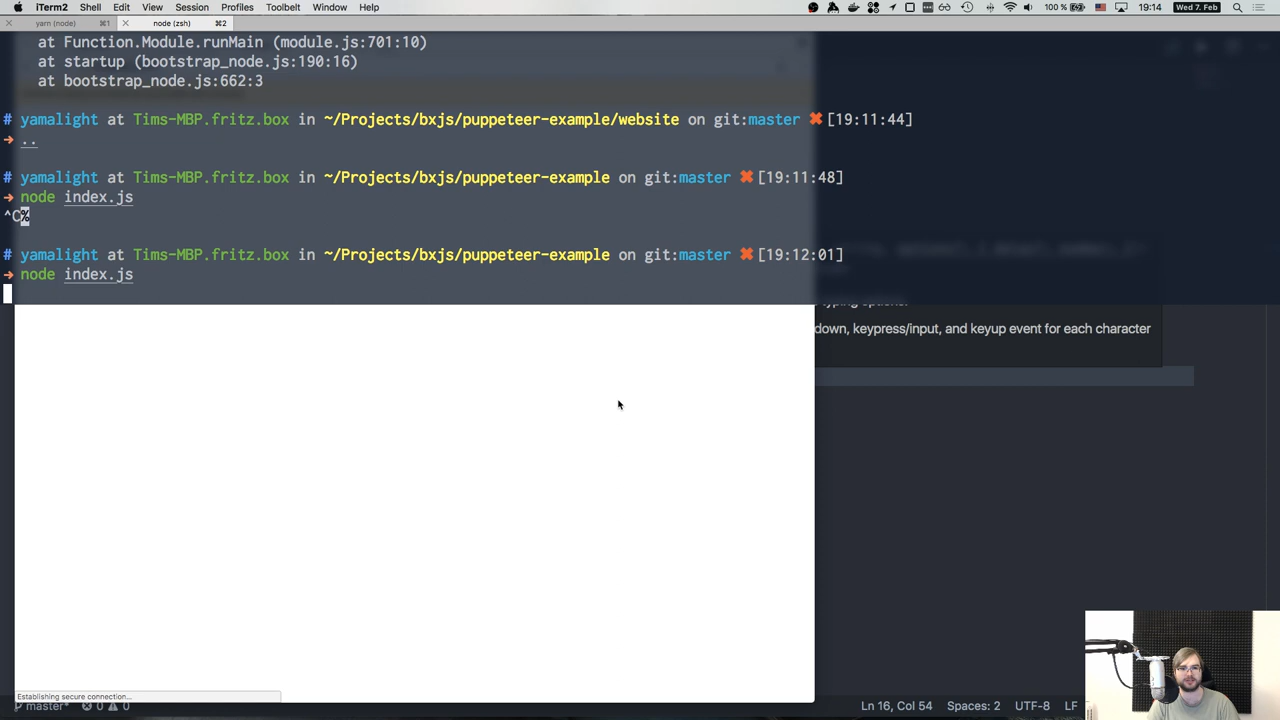 iTerm2 Shell Edit View Session Profiles Toolbelt Window Help 100 % 19:14 Wed 7. Feb
yarn (node) ⌘1 node (zsh) ⌘2
at Function.Module.runMain (module.js:701:10)
at startup (bootstrap_node.js:190:16)
at bootstrap_node.js:662:3
# yamalight at Tims-MBP.fritz.box in ~/Projects/bxjs/puppeteer-example/website on git:master ✖ [19:11:44]
→ ..
# yamalight at Tims-MBP.fritz.box in ~/Projects/bxjs/puppeteer-example on git:master ✖ [19:11:48]
→ node index.js
^C%
# yamalight at Tims-MBP.fritz.box in ~/Projects/bxjs/puppeteer-example on git:master ✖ [19:12:01]
→ node index.js
typing options.
down, keypress/input, and keyup event for each character
Establishing secure connection...
master* 0 0 Ln 16, Col 54 Spaces: 2 UTF-8 LF